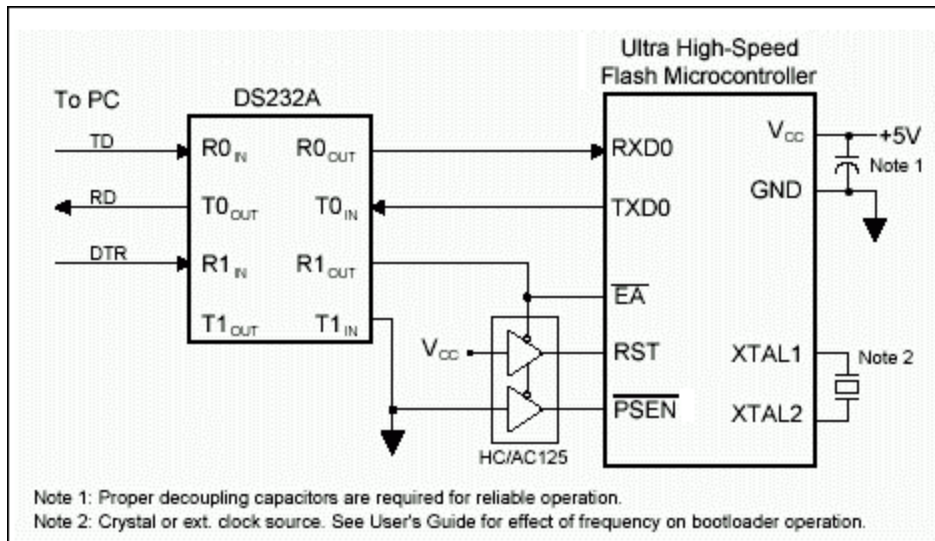 Ultra High-Speed
Flash Microcontroller
To PC
DS232A
TD
R0IN
R0OUT
RXD0
VCC
+5V
Note 1
RD
T0OUT
T0IN
TXD0
GND
DTR
R1IN
R1OUT
EA
T1OUT
T1IN
VCC
RST
XTAL1
Note 2
PSEN
XTAL2
HC/AC125
Note 1: Proper decoupling capacitors are required for reliable operation.
Note 2: Crystal or ext. clock source. See User's Guide for effect of frequency on bootloader operation.